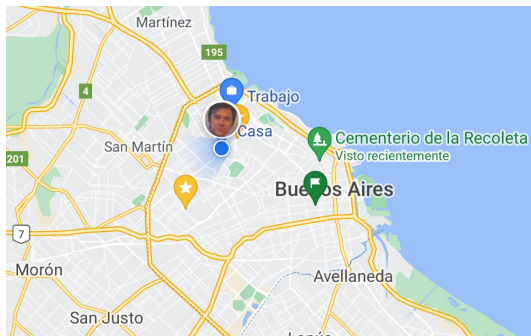 Martínez
195
4
Trabajo
Casa
San Martín
Cementerio de la Recoleta
Visto recientemente
201
Buenos Aires
7
Morón
Avellaneda
San Justo
Lanús